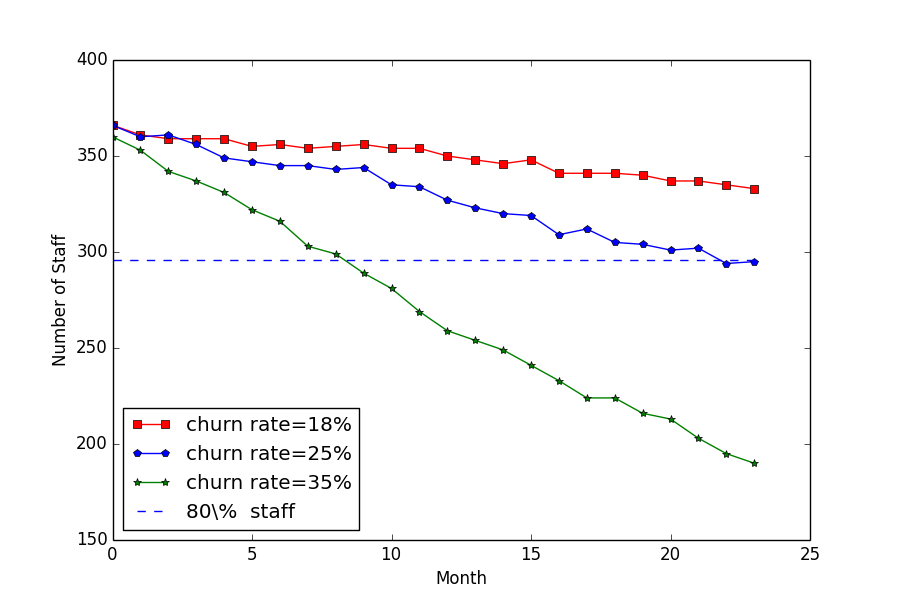 400
350
300
250
200
150
Number of Staff
churn rate=18%
churn rate=25%
churn rate=35%
80\%  staff
0
5
10
15
20
25
Month